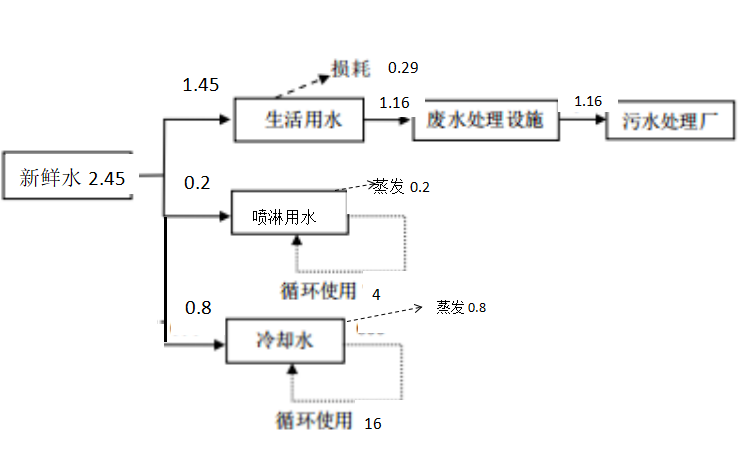 损耗 0.29
1.45
生活用水
1.16
废水处理设施
1.16
污水处理厂
新鲜水 2.45
0.2
蒸发 0.2
喷淋用水
循环使用 4
0.8
蒸发 0.8
冷却水
循环使用 16